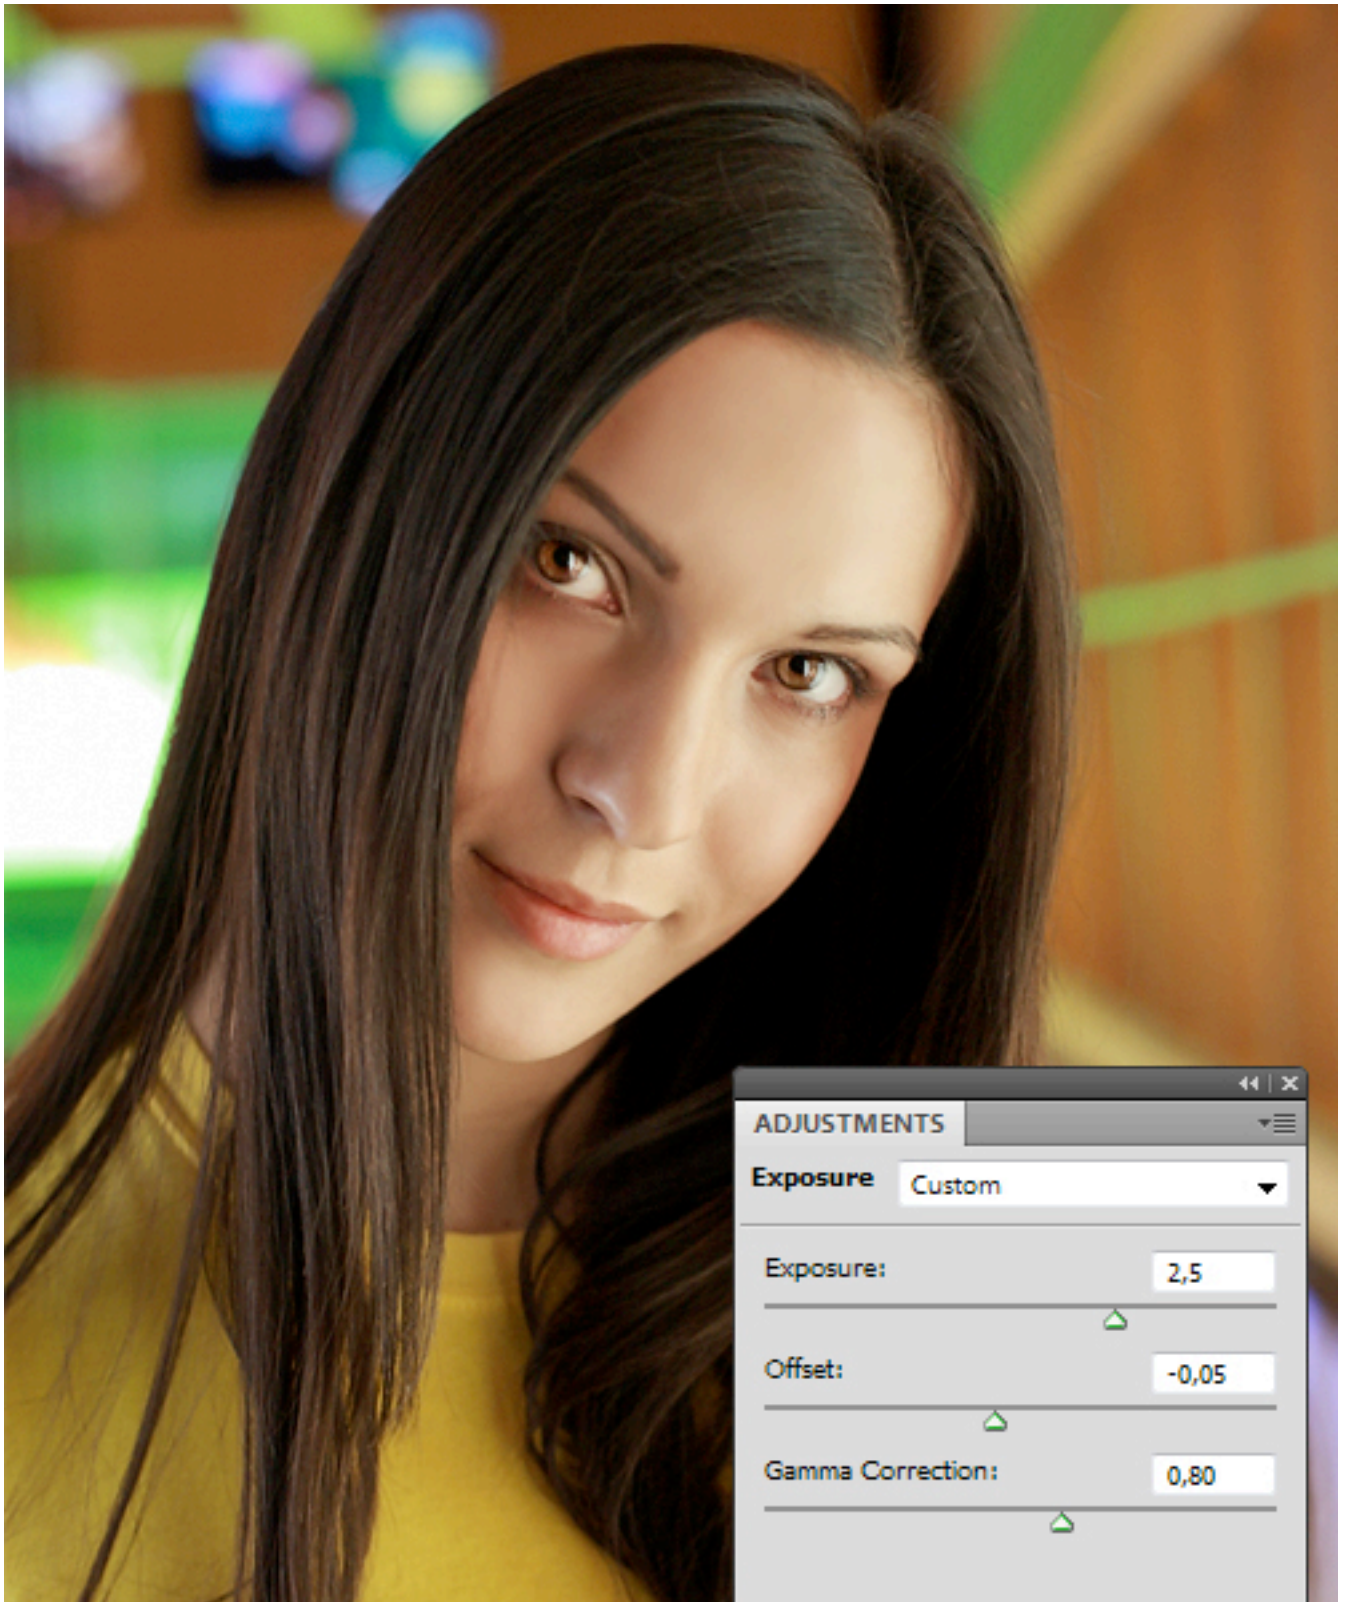 ADJUSTMENTS
Exposure Custom
Exposure: 2,5
Offset: -0,05
Gamma Correction: 0,80